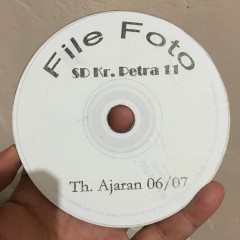 File Foto
SD Kr. Petra 11
Th. Ajaran 06/07